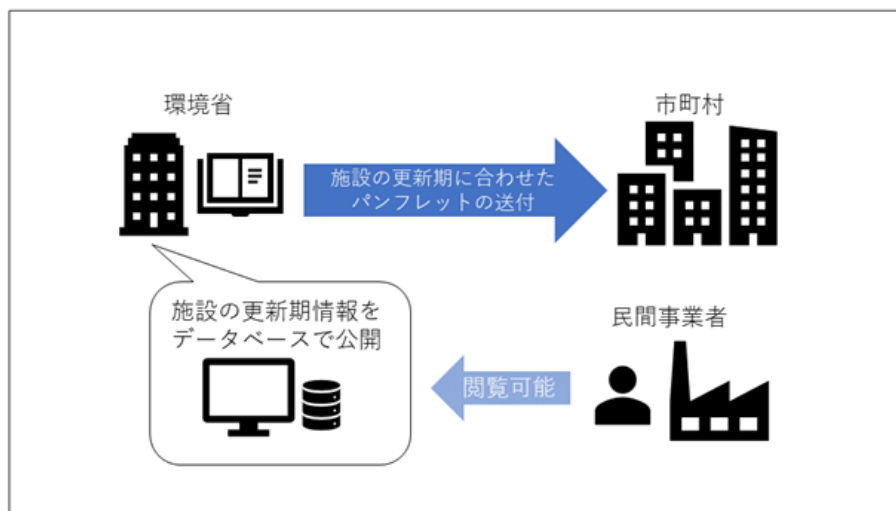 環境省
市町村
施設の更新期に合わせた
パンフレットの送付
施設の更新期情報を
データベースで公開
民間事業者
閲覧可能